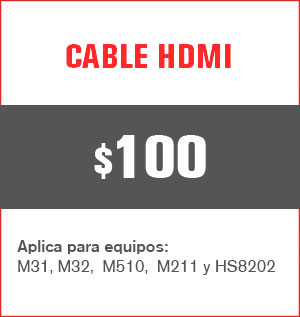 CABLE HDMI
$100
Aplica para equipos:
M31, M32, M510, M211 y HS8202